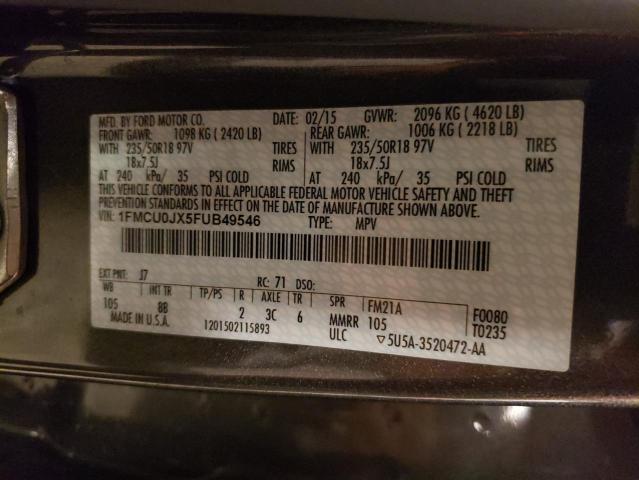 MFD. BY FORD MOTOR CO. DATE: 02/15 GVWR: 2096 KG ( 4620 LB)
FRONT GAWR: 1098 KG ( 2420 LB) REAR GAWR: 1006 KG ( 2218 LB)
WITH 235/50R18 97V TIRES WITH 235/50R18 97V TIRES
18x7.5J RIMS 18x7.5J RIMS
AT 240 kPa/ 35 PSI COLD AT 240 kPa/ 35 PSI COLD
THIS VEHICLE CONFORMS TO ALL APPLICABLE FEDERAL MOTOR VEHICLE SAFETY AND THEFT
PREVENTION STANDARDS IN EFFECT ON THE DATE OF MANUFACTURE SHOWN ABOVE.
VIN: 1FMCU0JX5FUB49546 TYPE: MPV
EXT PNT: J7 RC: 71 DSO:
WB INT TR TP/PS R AXLE TR SPR FM21A F0080
105 8B 2 3C 6 MMRR 105 T0235
MADE IN U.S.A. 1201502115893 ULC ▽5U5A-3520472-AA